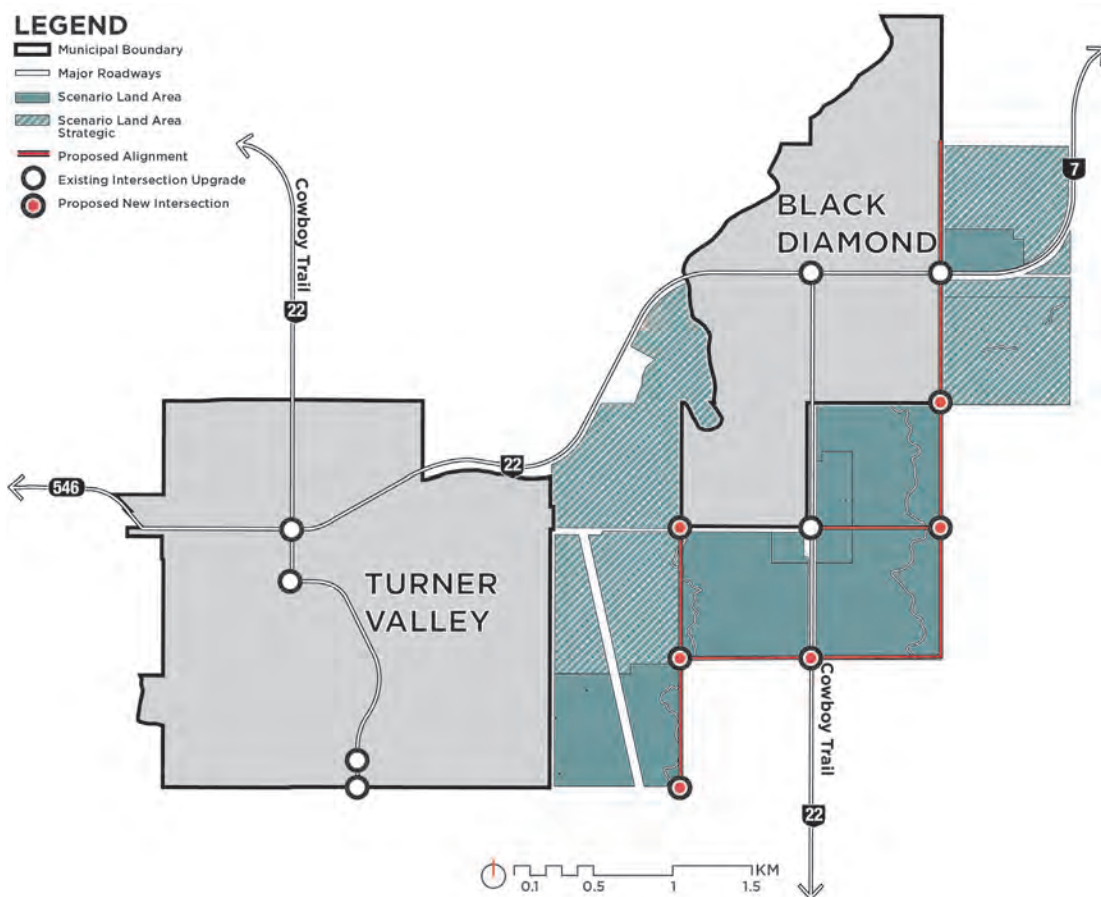 LEGEND
Municipal Boundary
Major Roadways
Scenario Land Area
Scenario Land Area
Strategic
Proposed Alignment
Existing Intersection Upgrade
Proposed New Intersection
Cowboy Trail
22
7
BLACK
DIAMOND
22
546
TURNER
VALLEY
Cowboy Trail
22
KM
0.1
0.5
1
1.5